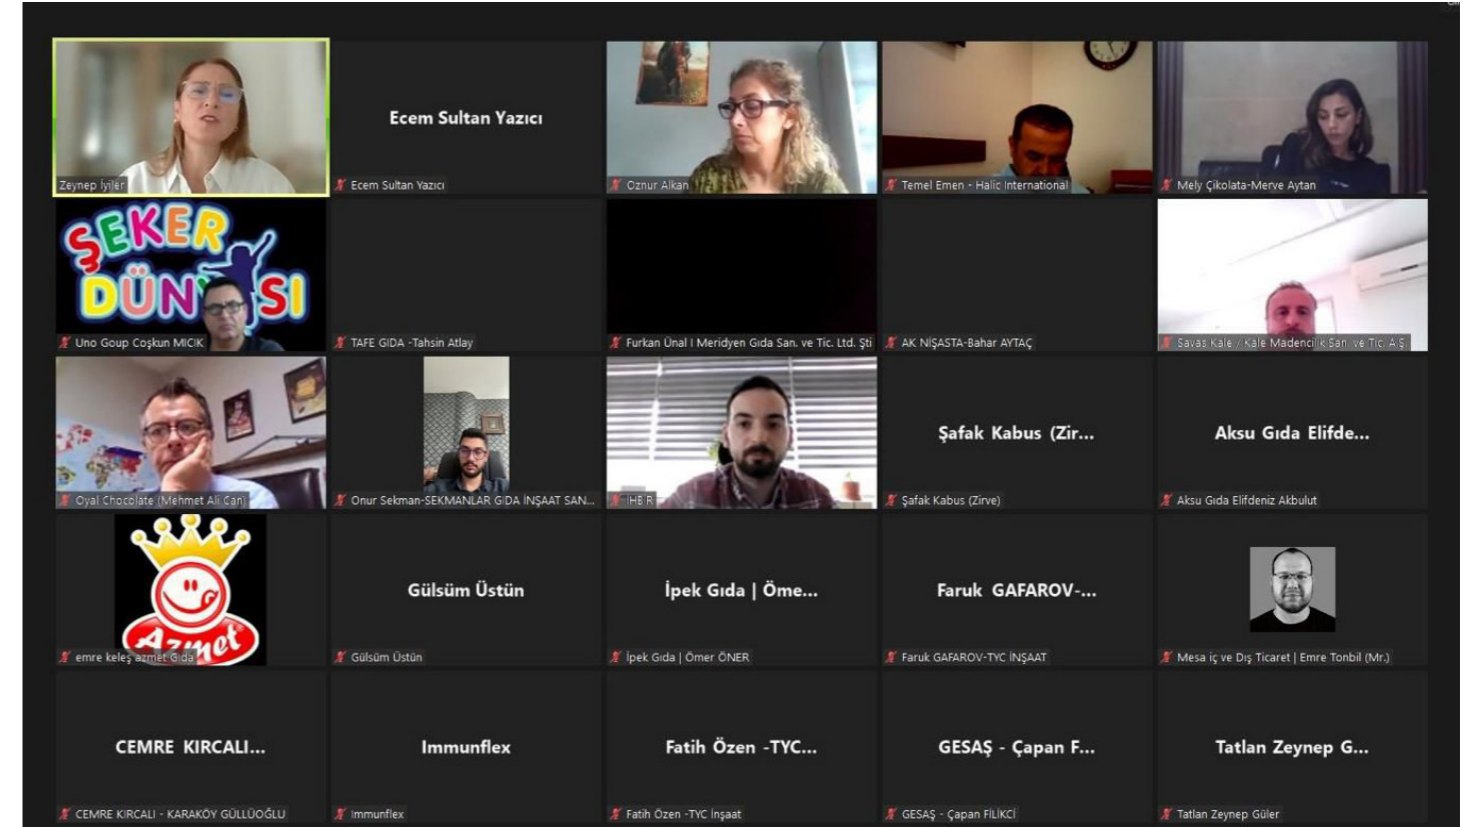 Zeynep İyiler
Ecem Sultan Yazıcı
Ecem Sultan Yazıcı
Oznur Alkan
Temel Emen - Halic International
Mely Çikolata-Merve Aytan
ŞEKER
DÜNYASI
Uno Goup Coşkun MICIK
TAFE GIDA -Tahsin Atlay
Furkan Ünal I Meridyen Gıda San. ve Tic. Ltd. Şti
AK NİŞASTA-Bahar AYTAÇ
Savas Kale / Kale Madencilik San. ve Tic. A.Ş.
Oyal Chocolate (Mehmet Ali Can)
Onur Sekman-SEKMANLAR GIDA İNŞAAT SAN...
İHBİR
Şafak Kabus (Zir...
Şafak Kabus (Zirve)
Aksu Gıda Elifde...
Aksu Gıda Elifdeniz Akbulut
Azmet
emre keleş azmet Gıda
Gülsüm Üstün
Gülsüm Üstün
İpek Gıda | Öme...
İpek Gıda | Ömer ÖNER
Faruk GAFAROV-...
Faruk GAFAROV-TYC İNŞAAT
Mesa iç ve Dış Ticaret | Emre Tonbil (Mr.)
CEMRE KIRCALI...
CEMRE KIRCALI - KARAKÖY GÜLLÜOĞLU
Immunflex
Immunflex
Fatih Özen -TYC...
Fatih Özen -TYC İnşaat
GESAŞ - Çapan F...
GESAŞ - Çapan FİLİKCİ
Tatlan Zeynep G...
Tatlan Zeynep Güler